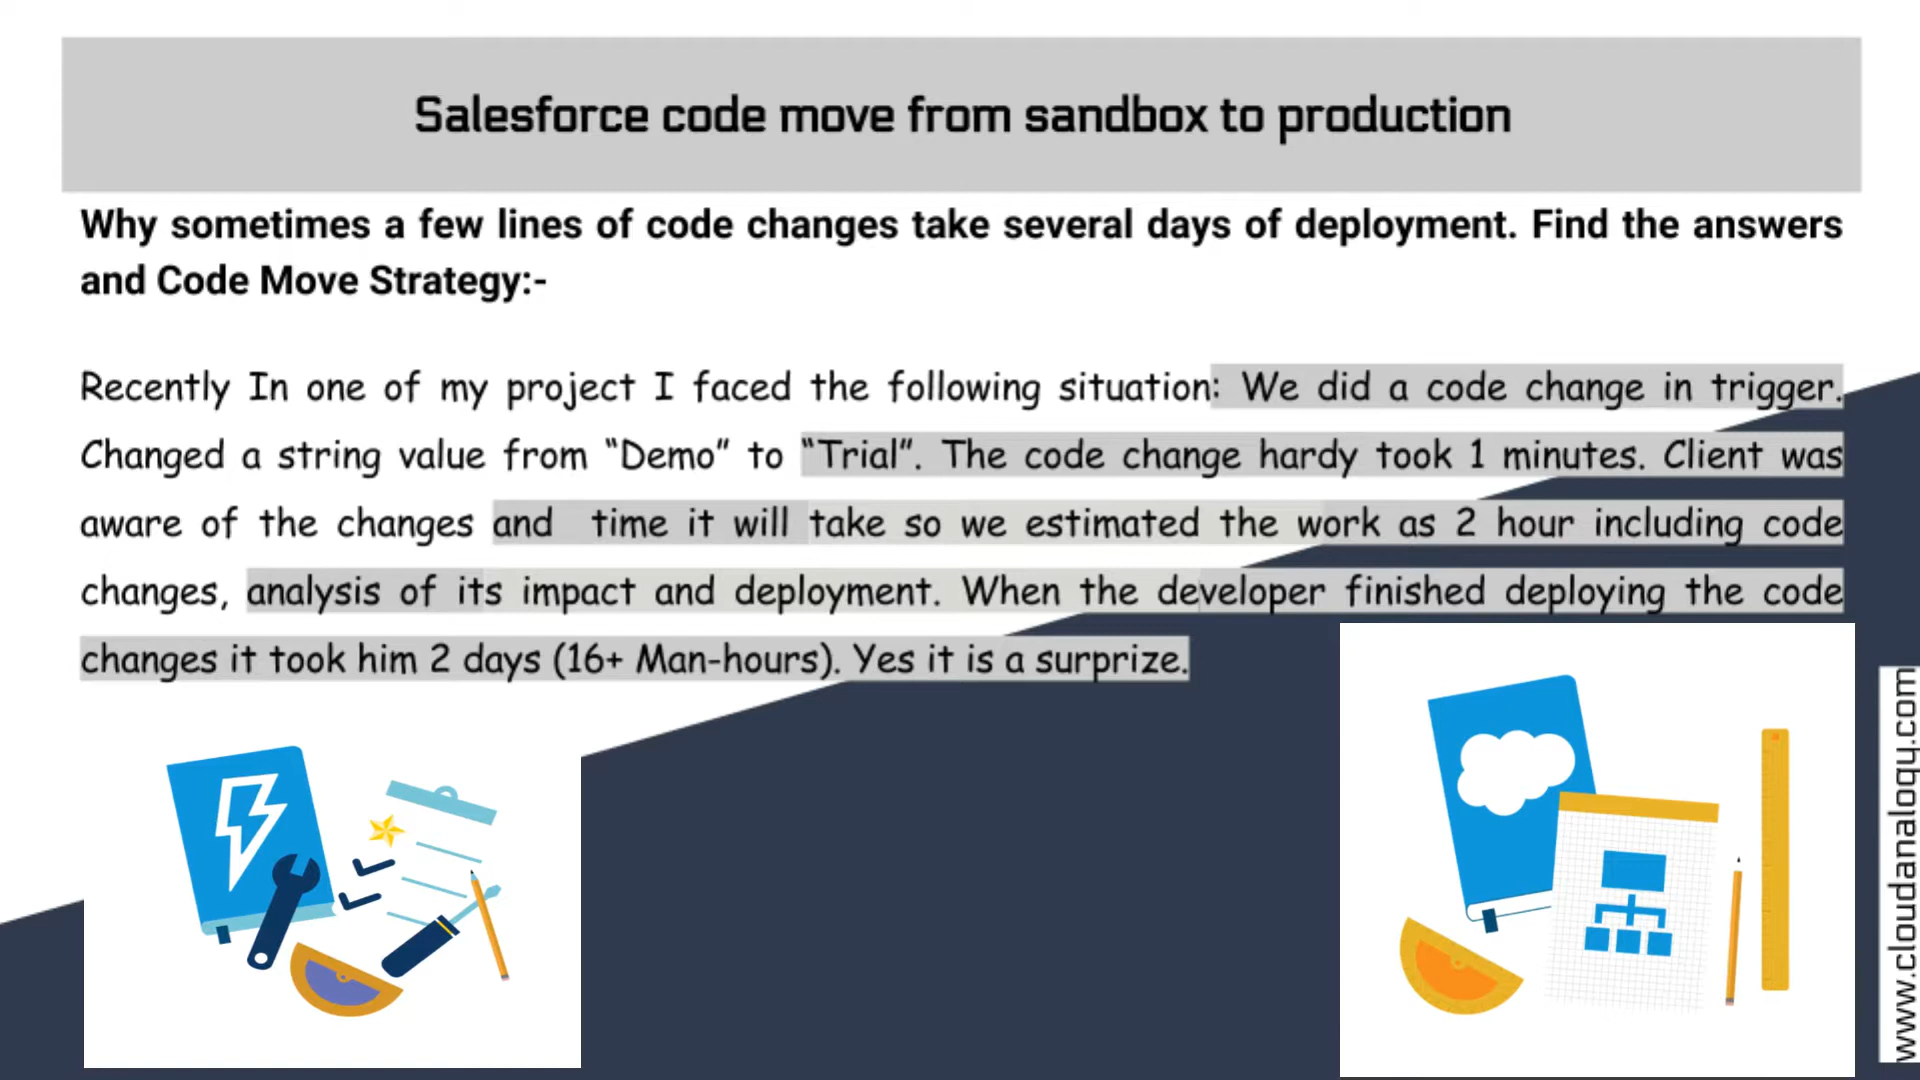 Salesforce code move from sandbox to production
Why sometimes a few lines of code changes take several days of deployment. Find the answers
and Code Move Strategy:-
Recently In one of my project I faced the following situation: We did a code change in trigger.
Changed a string value from “Demo” to “Trial”. The code change hardy took 1 minutes. Client was
aware of the changes and time it will take so we estimated the work as 2 hour including code
changes, analysis of its impact and deployment. When the developer finished deploying the code
changes it took him 2 days (16+ Man-hours). Yes it is a surprize.
www.cloudanalogy.com